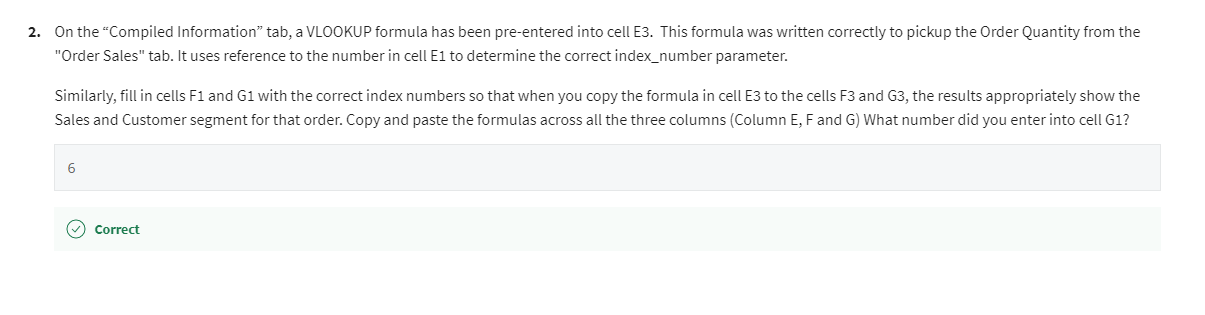 2. On the “Compiled Information” tab, a VLOOKUP formula has been pre-entered into cell E3. This formula was written correctly to pickup the Order Quantity from the
"Order Sales" tab. It uses reference to the number in cell E1 to determine the correct index_number parameter.
Similarly, fill in cells F1 and G1 with the correct index numbers so that when you copy the formula in cell E3 to the cells F3 and G3, the results appropriately show the
Sales and Customer segment for that order. Copy and paste the formulas across all the three columns (Column E, F and G) What number did you enter into cell G1?
6
Correct